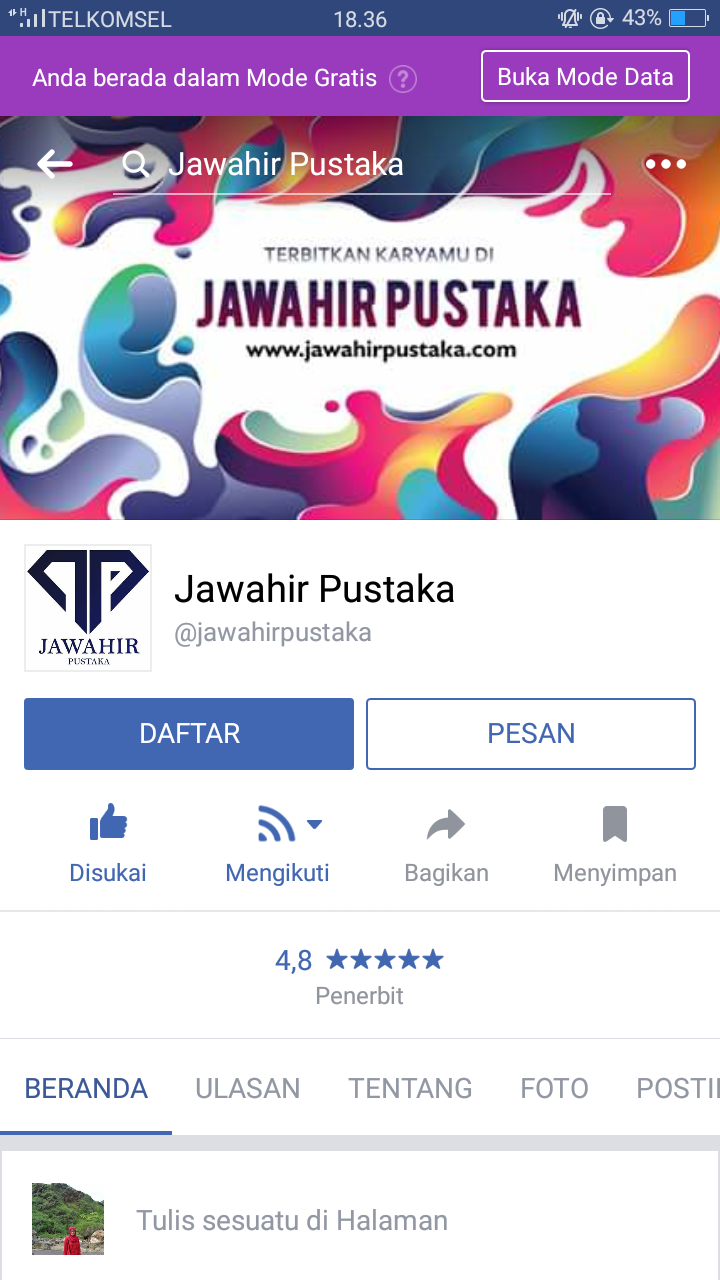 TELKOMSEL 18.36 43%
Anda berada dalam Mode Gratis ? Buka Mode Data
Jawahir Pustaka
TERBITKAN KARYAMU DI
JAWAHIR PUSTAKA
www.jawahirpustaka.com
JAWAHIR
PUSTAKA
Jawahir Pustaka
@jawahirpustaka
DAFTAR PESAN
Disukai Mengikuti Bagikan Menyimpan
4,8
Penerbit
BERANDA ULASAN TENTANG FOTO POSTI
Tulis sesuatu di Halaman